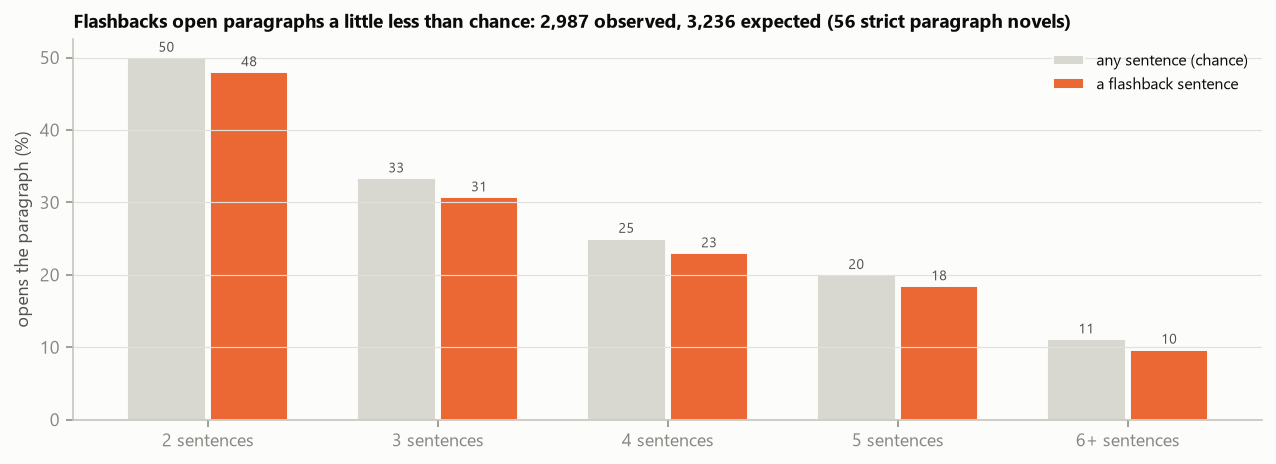 Flashbacks open paragraphs a little less than chance: 2,987 observed, 3,236 expected (56 strict paragraph novels)
any sentence (chance)
a flashback sentence
opens the paragraph (%)
50
40
30
20
10
0
50
48
33
31
25
23
20
18
11
10
2 sentences
3 sentences
4 sentences
5 sentences
6+ sentences